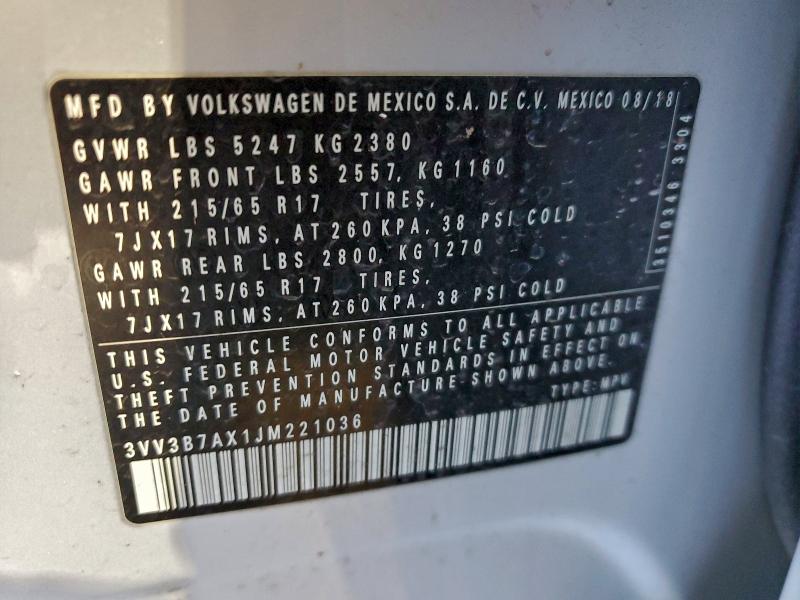 MFD BY VOLKSWAGEN DE MEXICO S.A. DE C.V. MEXICO 08/18
GVWR LBS 5247 KG 2380
GAWR FRONT LBS 2557, KG 1160
WITH 215/65 R17 TIRES,
7JX17 RIMS, AT 260 KPA, 38 PSI COLD
GAWR REAR LBS 2800, KG 1270
WITH 215/65 R17 TIRES,
7JX17 RIMS, AT 260 KPA, 38 PSI COLD
THIS VEHICLE CONFORMS TO ALL APPLICABLE
U.S. FEDERAL MOTOR VEHICLE SAFETY AND
THEFT PREVENTION STANDARDS IN EFFECT ON
THE DATE OF MANUFACTURE SHOWN ABOVE.
3VV3B7AX1JM221036 TYPE: MPV
3510346 3304